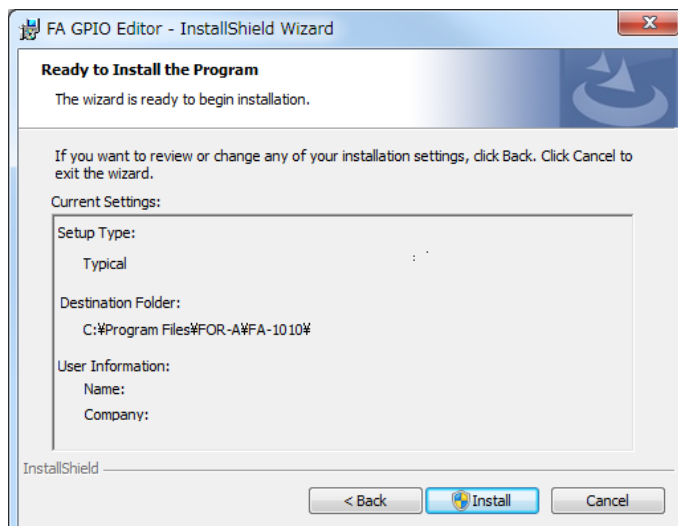 FA GPIO Editor - InstallShield Wizard
Ready to Install the Program
The wizard is ready to begin installation.
If you want to review or change any of your installation settings, click Back. Click Cancel to
exit the wizard.
Current Settings:
Setup Type:
Typical
Destination Folder:
C:¥Program Files¥FOR-A¥FA-1010¥
User Information:
Name:
Company:
InstallShield
< Back
Install
Cancel